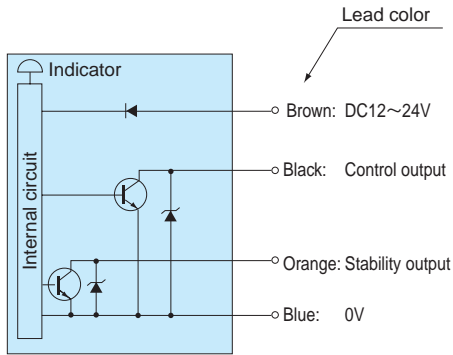 Lead color
Indicator
Internal circuit
Brown: DC12～24V
Black: Control output
Orange: Stability output
Blue: 0V